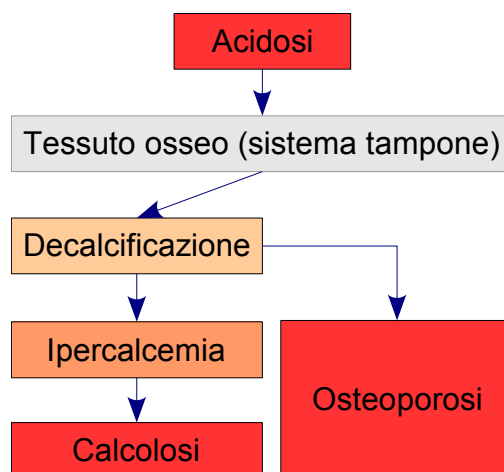 Acidosi
Tessuto osseo (sistema tampone)
Decalcificazione
Ipercalcemia
Osteoporosi
Calcolosi